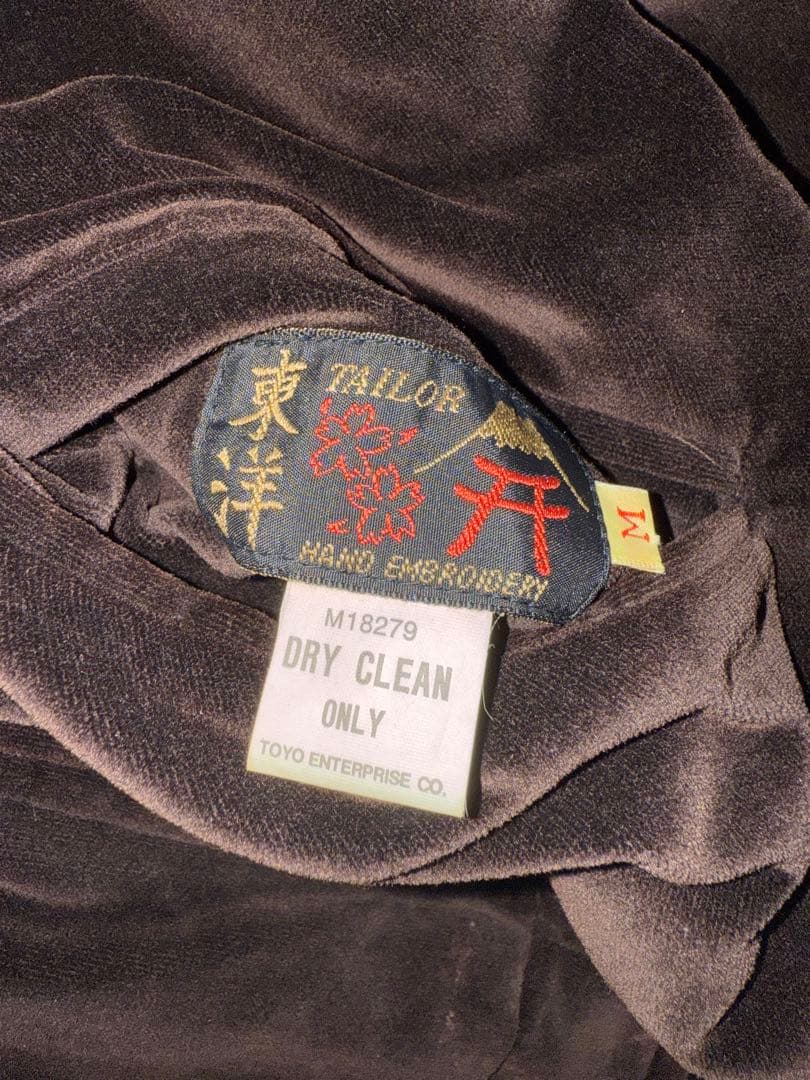 東洋
TAILOR
HAND EMBROIDERY
M
M18279
DRY CLEAN
ONLY
TOYO ENTERPRISE CO.